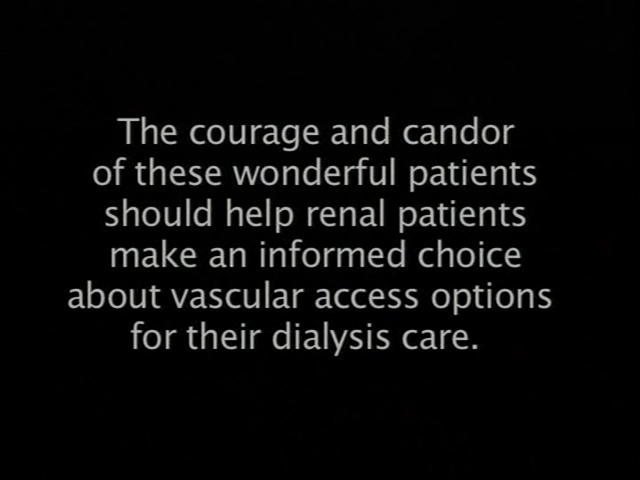 The courage and candor
of these wonderful patients
should help renal patients
make an informed choice
about vascular access options
for their dialysis care.